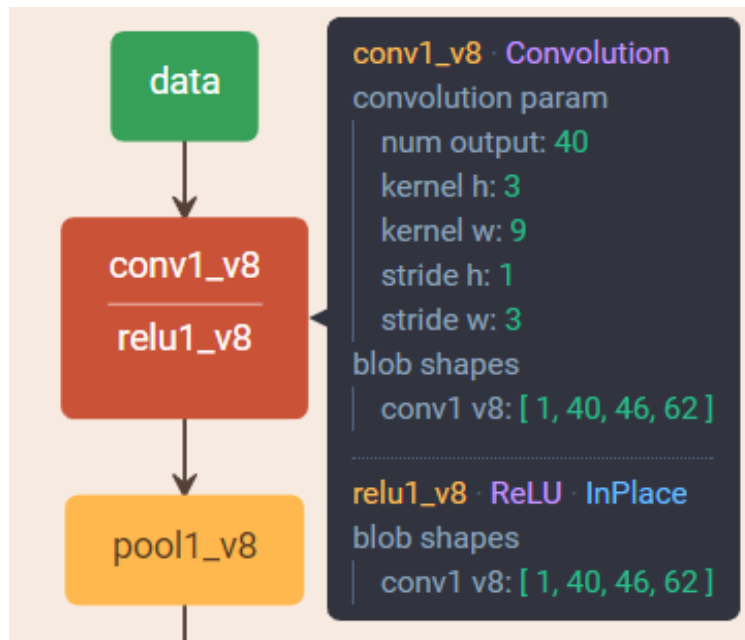 data
conv1_v8
relu1_v8
pool1_v8
conv1_v8 · Convolution
convolution param
num output: 40
kernel h: 3
kernel w: 9
stride h: 1
stride w: 3
blob shapes
conv1 v8: [ 1, 40, 46, 62 ]
relu1_v8 · ReLU · InPlace
blob shapes
conv1 v8: [ 1, 40, 46, 62 ]